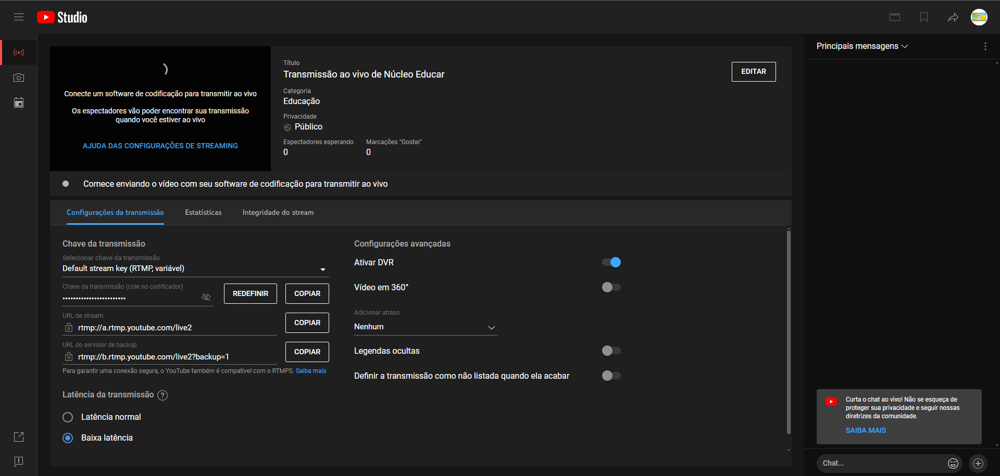 Studio
Conecte um software de codificação para transmitir ao vivo
Os espectadores vão poder encontrar sua transmissão
quando você estiver ao vivo
AJUDA DAS CONFIGURAÇÕES DE STREAMING
Título
Transmissão ao vivo de Núcleo Educar
EDITAR
Categoria
Educação
Privacidade
Público
Espectadores esperando
Marcações "Gostei"
0
0
Comece enviando o vídeo com seu software de codificação para transmitir ao vivo
Configurações da transmissão
Estatísticas
Integridade do stream
Chave da transmissão
Selecionar chave da transmissão
Default stream key (RTMP, variável)
Chave da transmissão (cole no codificador)
••••••••••••••••••••••••
REDEFINIR
COPIAR
URL de stream
rtmp://a.rtmp.youtube.com/live2
COPIAR
URL do servidor de backup
rtmp://b.rtmp.youtube.com/live2?backup=1
COPIAR
Para garantir uma conexão segura, o YouTube também é compatível com o RTMPS. Saiba mais
Latência da transmissão ?
Latência normal
Baixa latência
Configurações avançadas
Ativar DVR
Vídeo em 360°
Adicionar atraso
Nenhum
Legendas ocultas
Definir a transmissão como não listada quando ela acabar
Principais mensagens
Curta o chat ao vivo! Não se esqueça de
proteger sua privacidade e seguir nossas
diretrizes da comunidade.
SAIBA MAIS
Chat...